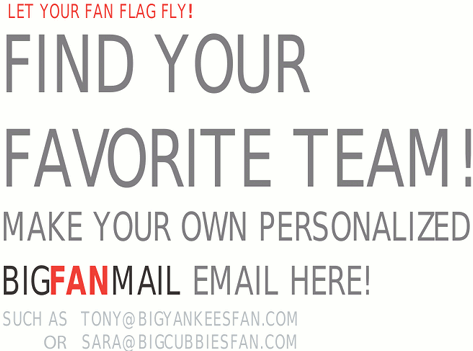 LET YOUR FAN FLAG FLY!
FIND YOUR
FAVORITE TEAM!
MAKE YOUR OWN PERSONALIZED
BIGFANMAIL EMAIL HERE!
SUCH AS TONY@BIGYANKEESFAN.COM
OR SARA@BIGCUBBIESFAN.COM